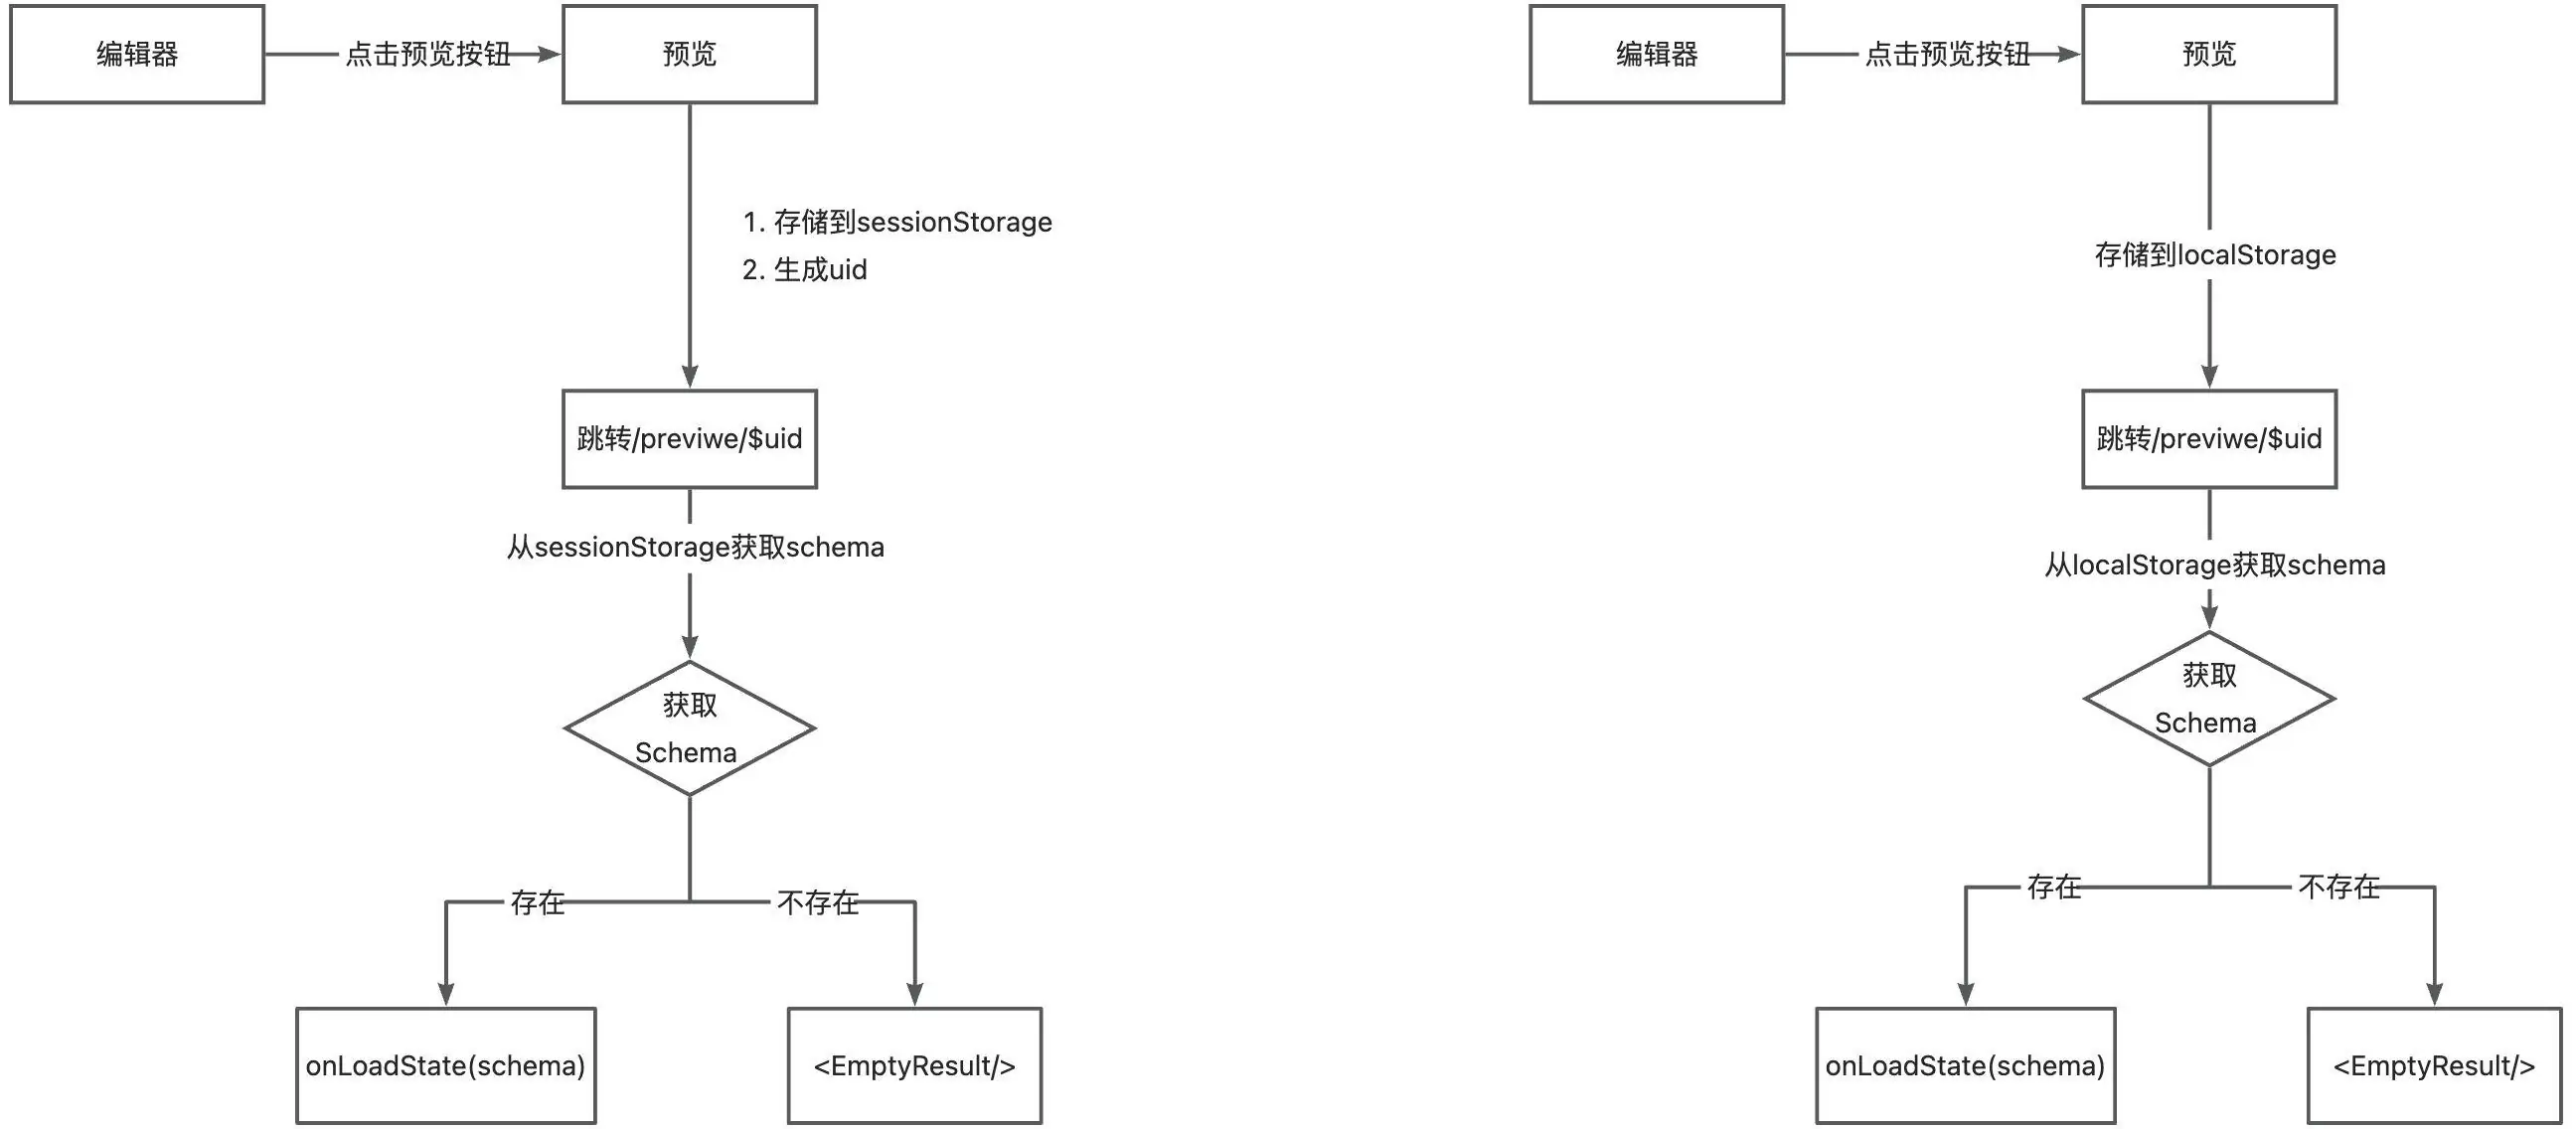 编辑器
点击预览按钮
预览
1. 存储到sessionStorage
2. 生成uid
跳转/previwe/$uid
从sessionStorage获取schema
获取
Schema
存在
不存在
onLoadState(schema)
<EmptyResult/>
编辑器
点击预览按钮
预览
存储到localStorage
跳转/previwe/$uid
从localStorage获取schema
获取
Schema
存在
不存在
onLoadState(schema)
<EmptyResult/>